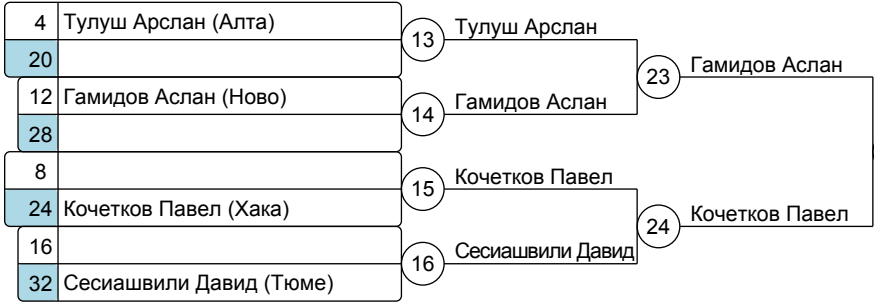 4 Тулуш Арслан (Алта)
20
13 Тулуш Арслан
12 Гамидов Аслан (Ново)
28
14 Гамидов Аслан
23 Гамидов Аслан
8
24 Кочетков Павел (Хака)
15 Кочетков Павел
16
32 Сесиашвили Давид (Тюме)
16 Сесиашвили Давид
24 Кочетков Павел